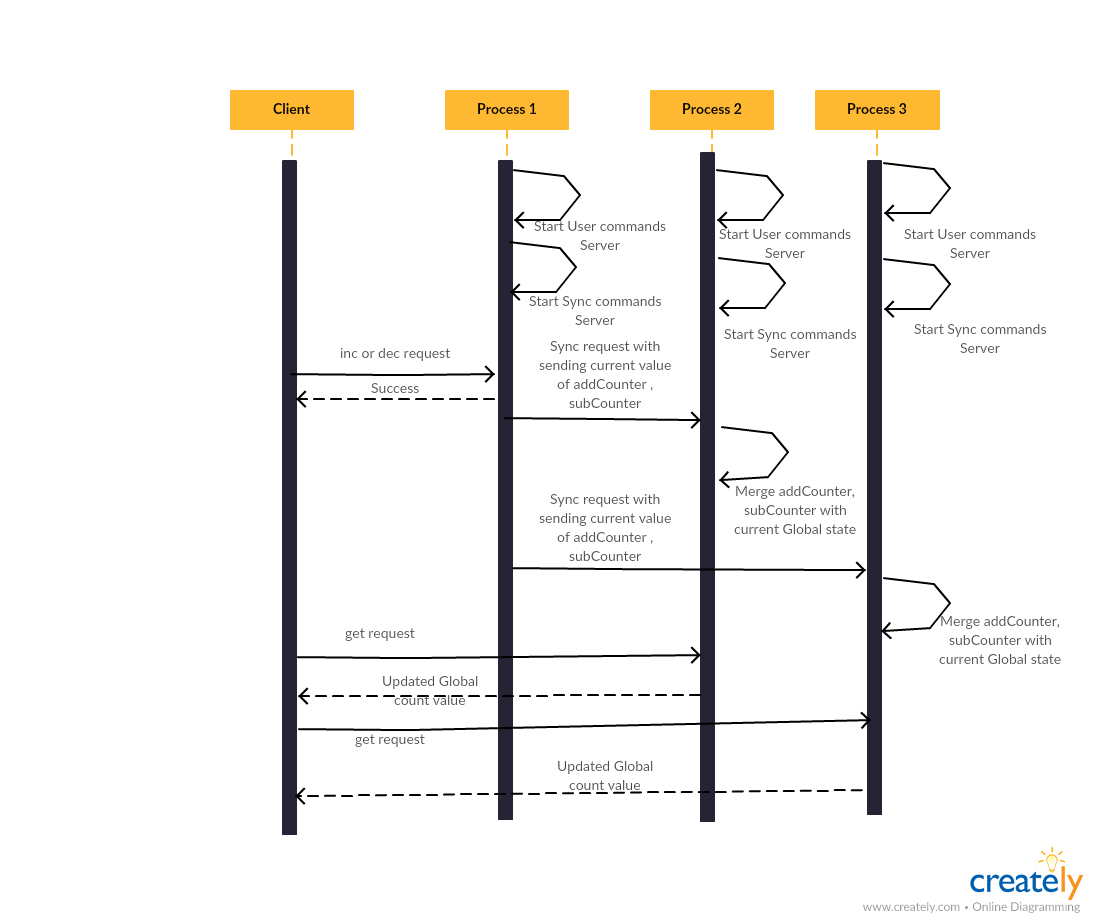 Client
Process 1
Process 2
Process 3
Start User commands
Server
Start User commands
Server
Start User commands
Server
Start Sync commands
Server
Start Sync commands
Server
Start Sync commands
Server
inc or dec request
Success
Sync request with
sending current value
of addCounter ,
subCounter
Merge addCounter,
subCounter with
current Global state
Sync request with
sending current value
of addCounter ,
subCounter
Merge addCounter,
subCounter with
current Global state
get request
Updated Global
count value
get request
Updated Global
count value
creately
www.creately.com • Online Diagramming